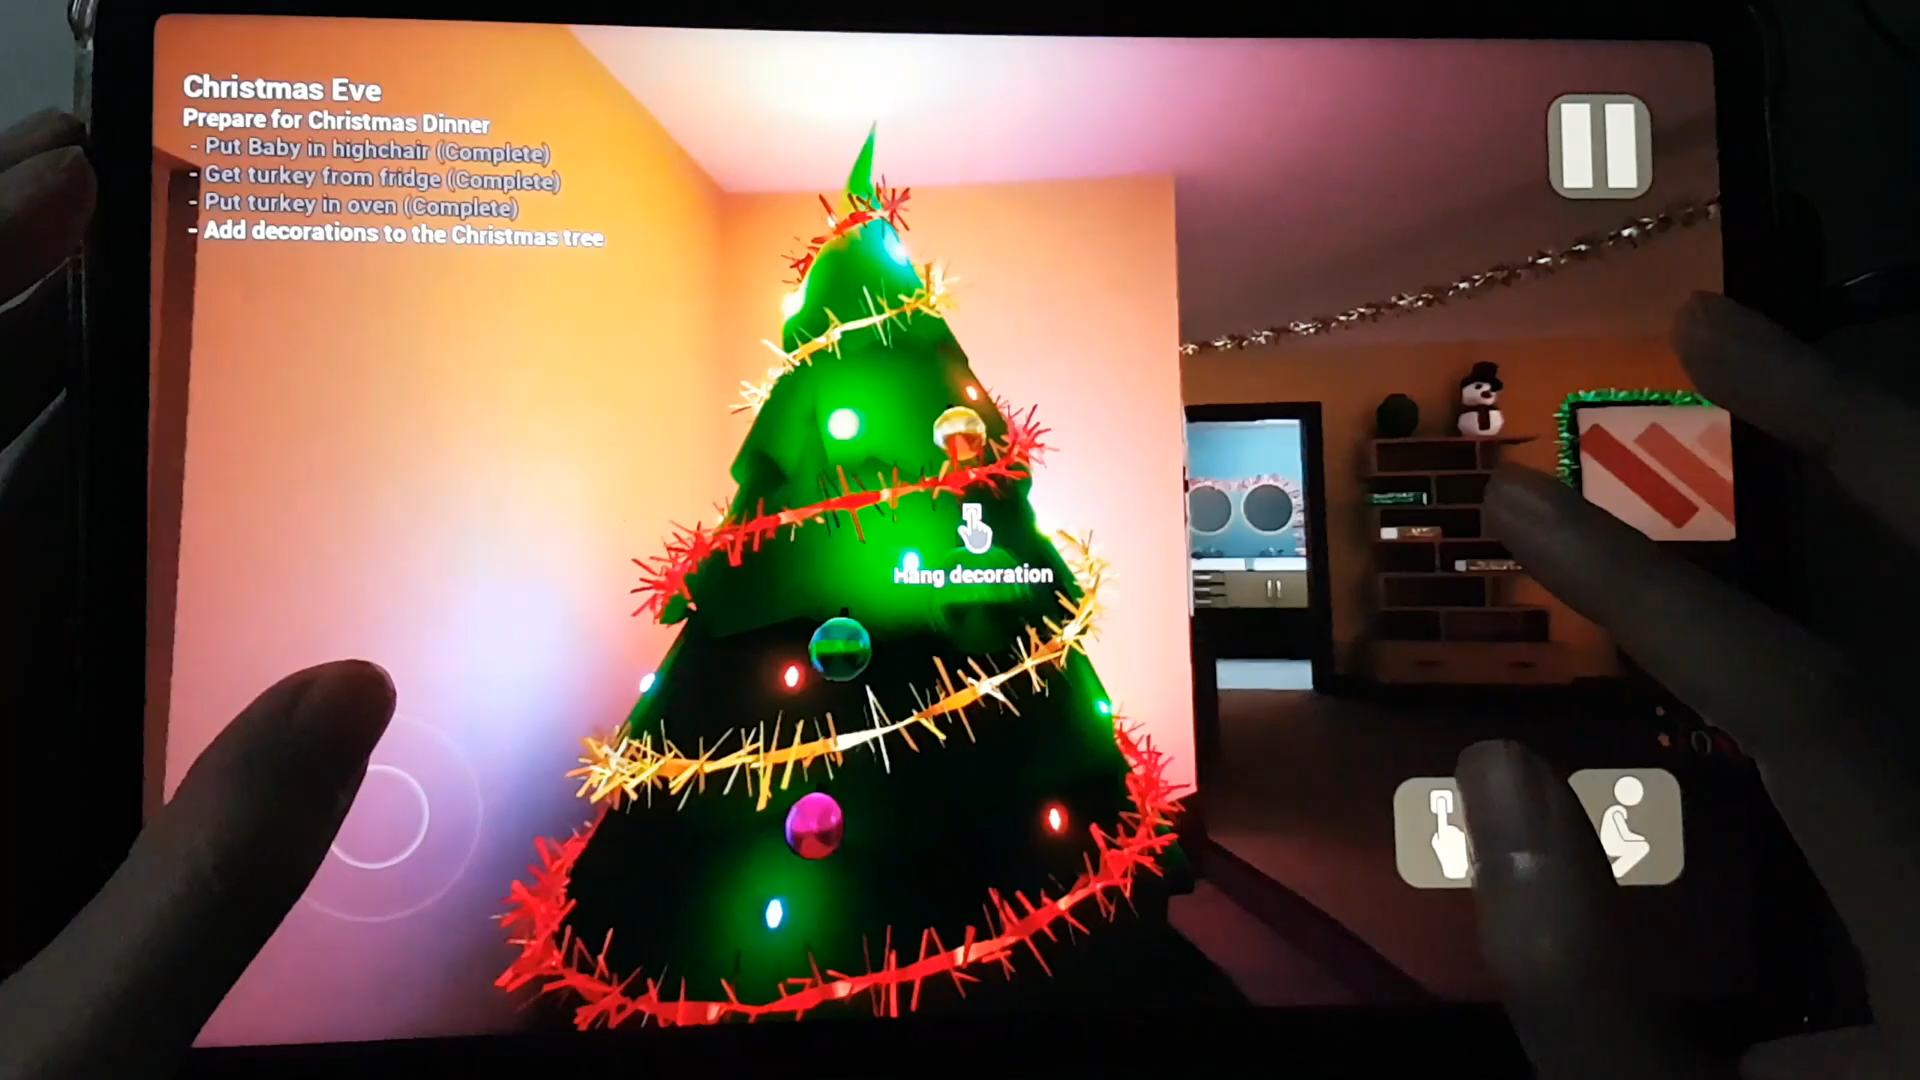 Christmas Eve
Prepare for Christmas Dinner
- Put Baby in highchair (Complete)
- Get turkey from fridge (Complete)
- Put turkey in oven (Complete)
- Add decorations to the Christmas tree
Hang decoration